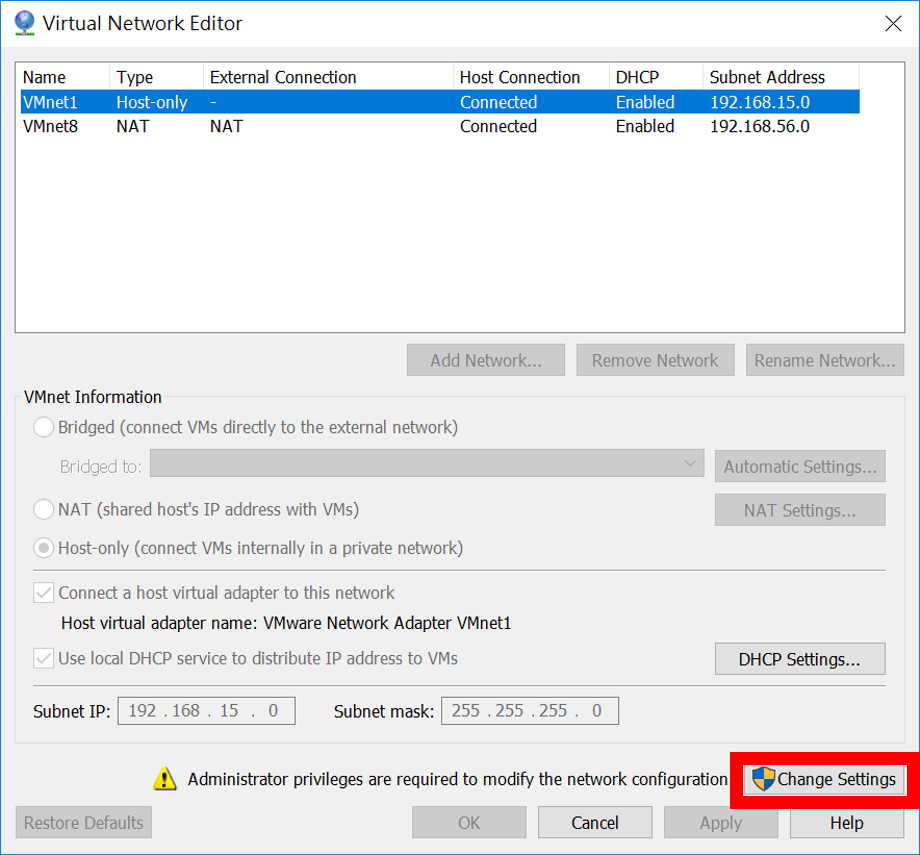 Virtual Network Editor
Name Type External Connection Host Connection DHCP Subnet Address
VMnet1 Host-only - Connected Enabled 192.168.15.0
VMnet8 NAT NAT Connected Enabled 192.168.56.0
Add Network... Remove Network Rename Network...
VMnet Information
Bridged (connect VMs directly to the external network)
Bridged to: Automatic Settings...
NAT (shared host's IP address with VMs) NAT Settings...
Host-only (connect VMs internally in a private network)
Connect a host virtual adapter to this network
Host virtual adapter name: VMware Network Adapter VMnet1
Use local DHCP service to distribute IP address to VMs DHCP Settings...
Subnet IP: 192 . 168 . 15 . 0 Subnet mask: 255 . 255 . 255 . 0
Administrator privileges are required to modify the network configuration Change Settings
Restore Defaults OK Cancel Apply Help